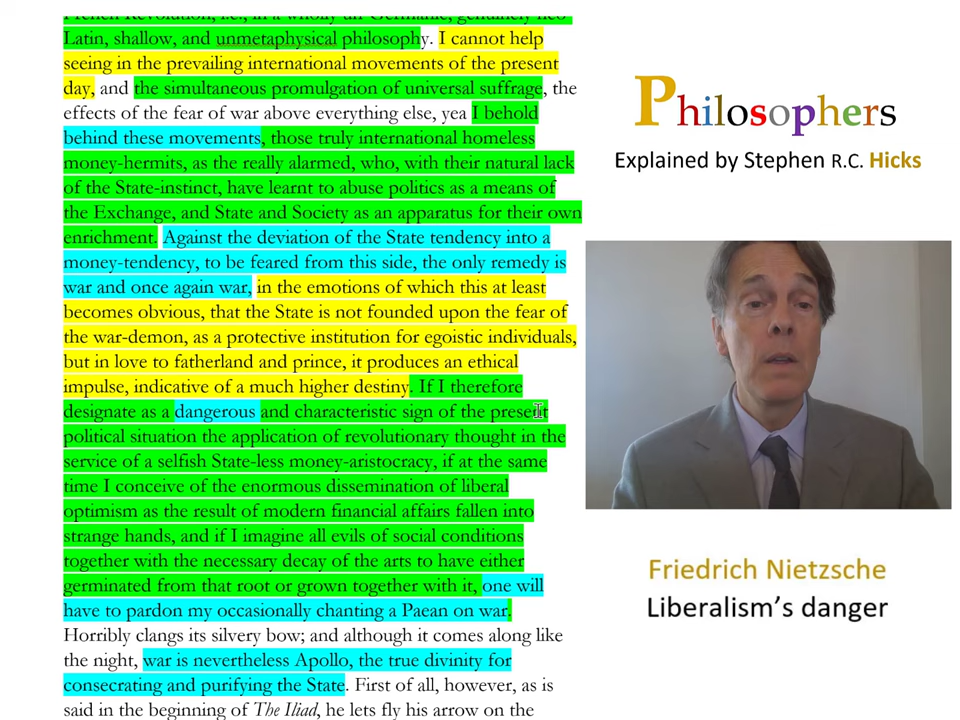 French Revolution, i.e., in a wholly un-Germanic, genuinely neo-
Latin, shallow, and unmetaphysical philosophy. I cannot help
seeing in the prevailing international movements of the present
day, and the simultaneous promulgation of universal suffrage, the
effects of the fear of war above everything else, yea I behold
behind these movements, those truly international homeless
money-hermits, as the really alarmed, who, with their natural lack
of the State-instinct, have learnt to abuse politics as a means of
the Exchange, and State and Society as an apparatus for their own
enrichment. Against the deviation of the State tendency into a
money-tendency, to be feared from this side, the only remedy is
war and once again war, in the emotions of which this at least
becomes obvious, that the State is not founded upon the fear of
the war-demon, as a protective institution for egoistic individuals,
but in love to fatherland and prince, it produces an ethical
impulse, indicative of a much higher destiny. If I therefore
designate as a dangerous and characteristic sign of the present
political situation the application of revolutionary thought in the
service of a selfish State-less money-aristocracy, if at the same
time I conceive of the enormous dissemination of liberal
optimism as the result of modern financial affairs fallen into
strange hands, and if I imagine all evils of social conditions
together with the necessary decay of the arts to have either
germinated from that root or grown together with it, one will
have to pardon my occasionally chanting a Paean on war.
Horribly clangs its silvery bow; and although it comes along like
the night, war is nevertheless Apollo, the true divinity for
consecrating and purifying the State. First of all, however, as is
said in the beginning of The Iliad, he lets fly his arrow on the
Philosophers
Explained by Stephen R.C. Hicks
Friedrich Nietzsche
Liberalism's danger